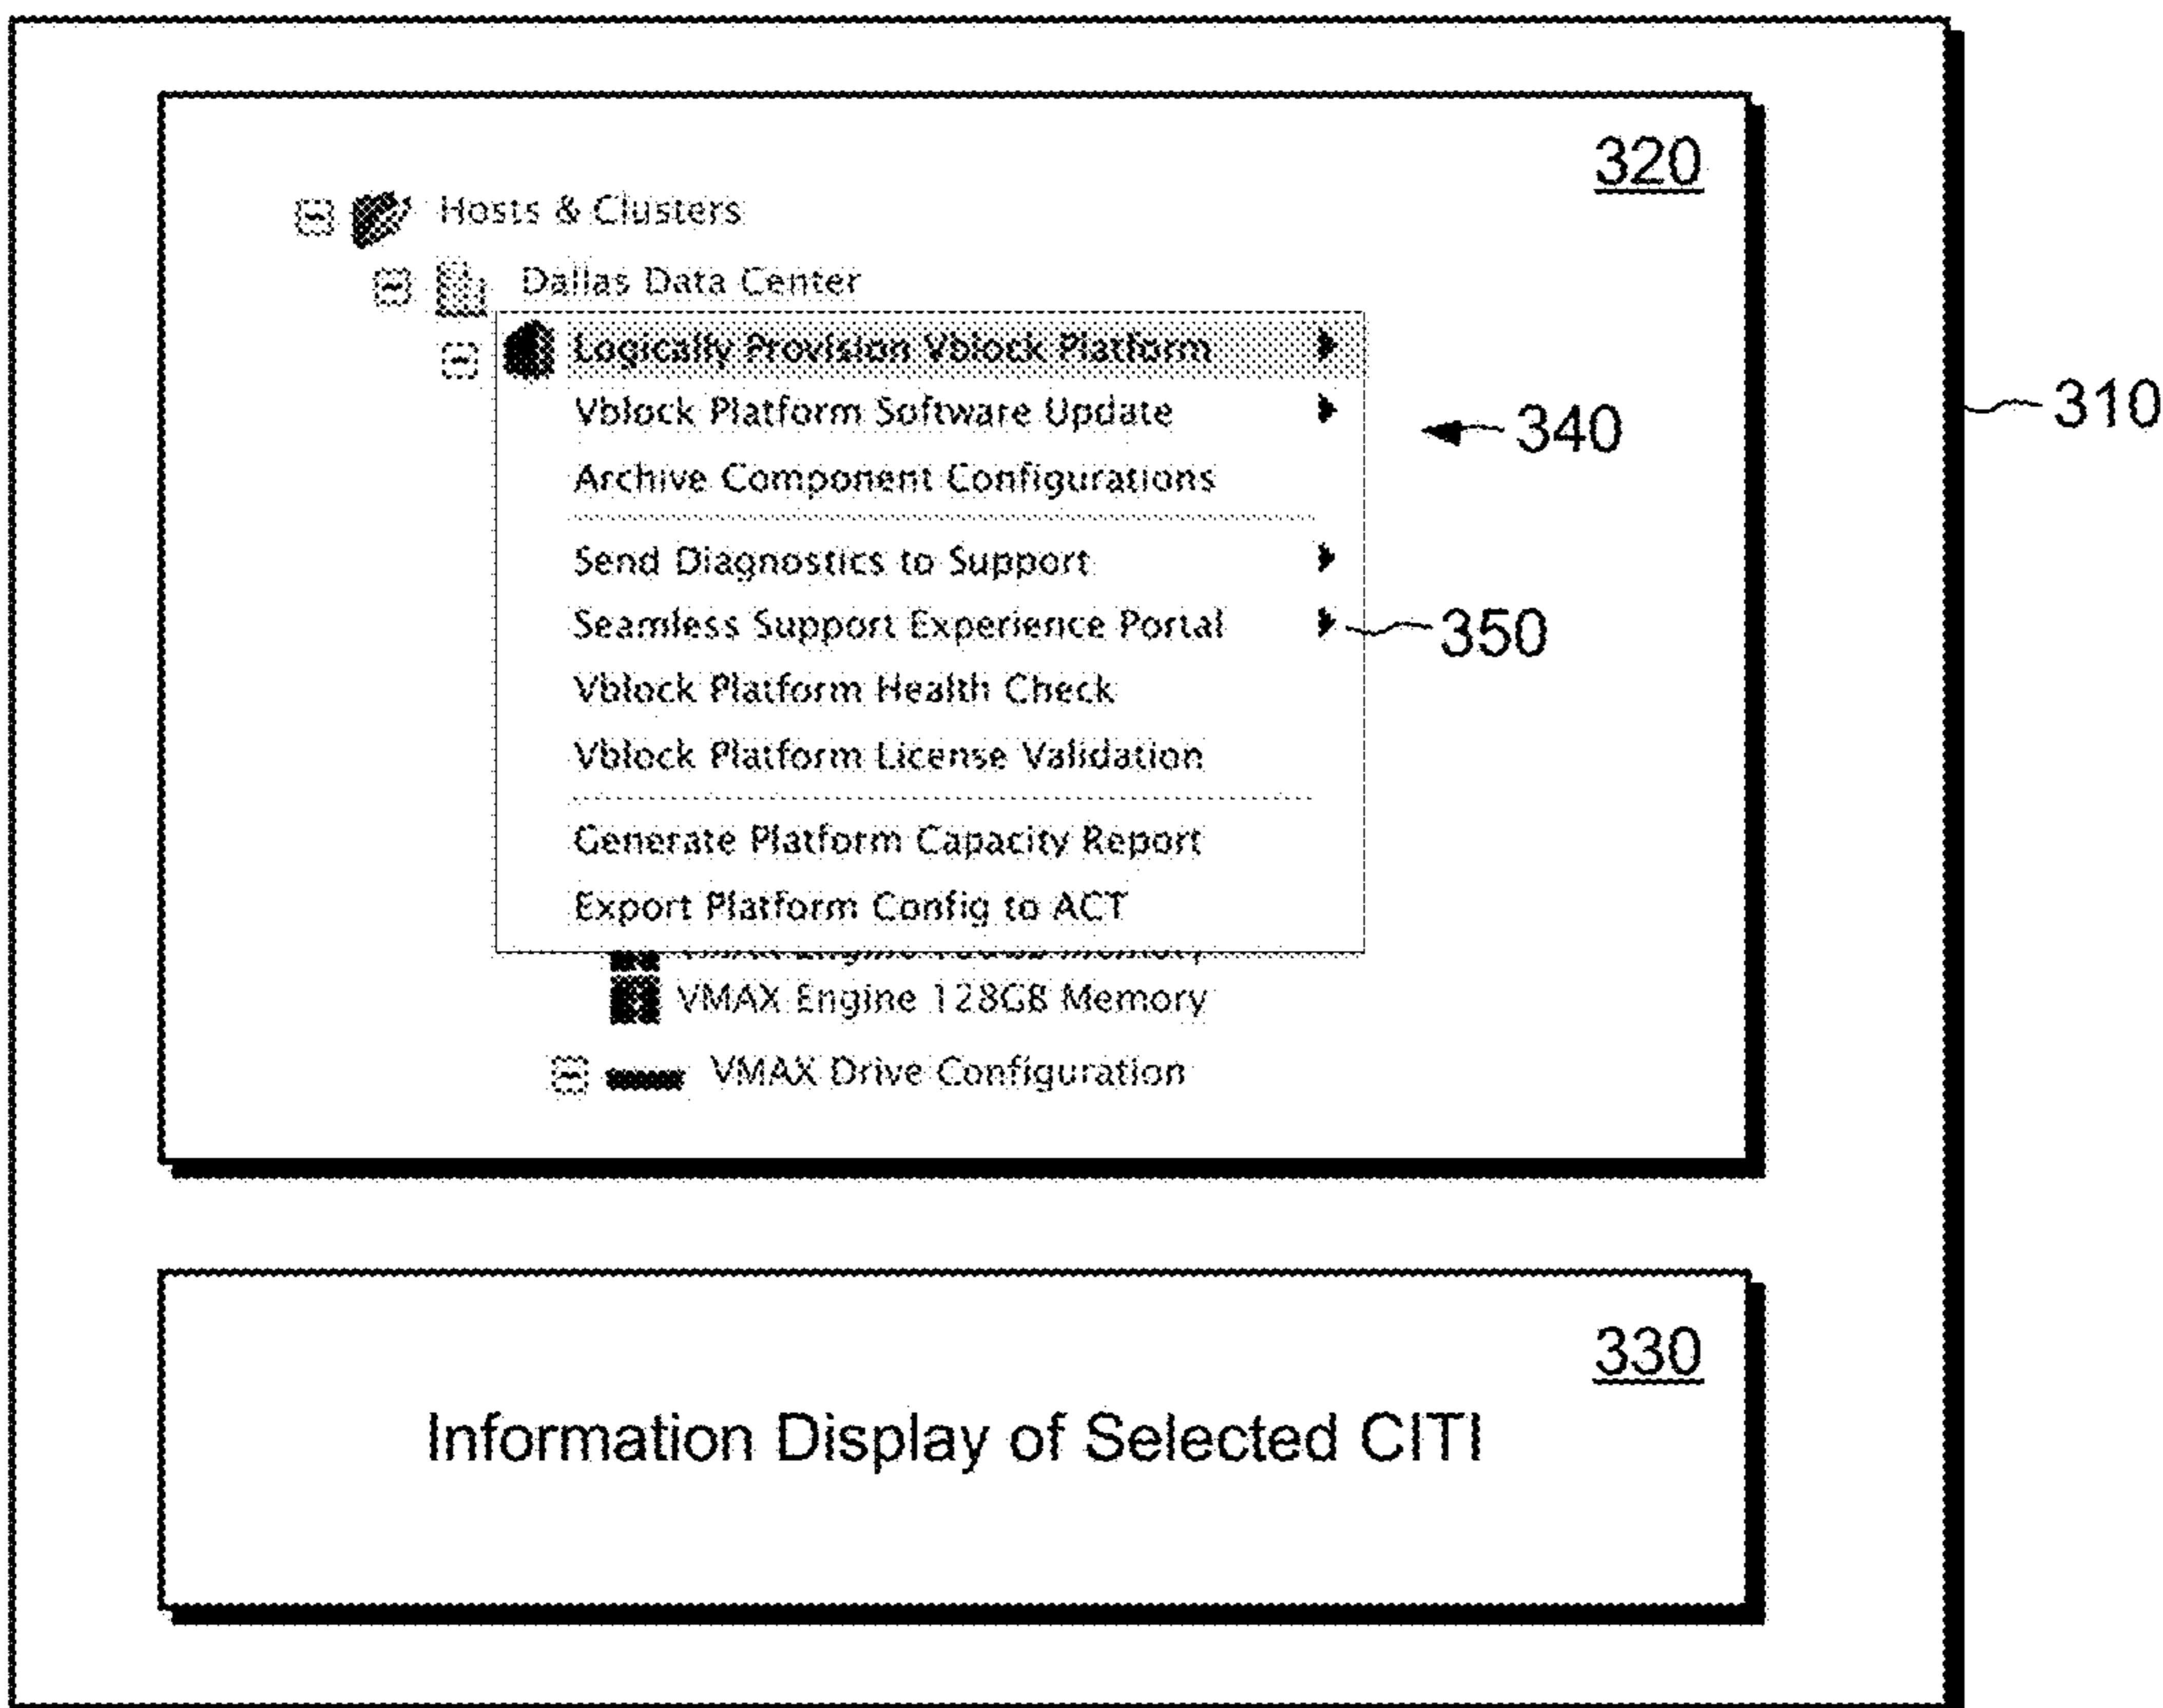 320
Hosts & Clusters
Dallas Data Center
Logically Provision Vblock Platform
Vblock Platform Software Update
310
340
Archive Component Configurations
Send Diagnostics to Support
Seamless Support Experience Portal
350
Vblock Platform Health Check
Vblock Platform License Validation
Generate Platform Capacity Report
Export Platform Config to ACT
VMAX Engine 128GB Memory
VMAX Drive Configuration
330
Information Display of Selected CITI